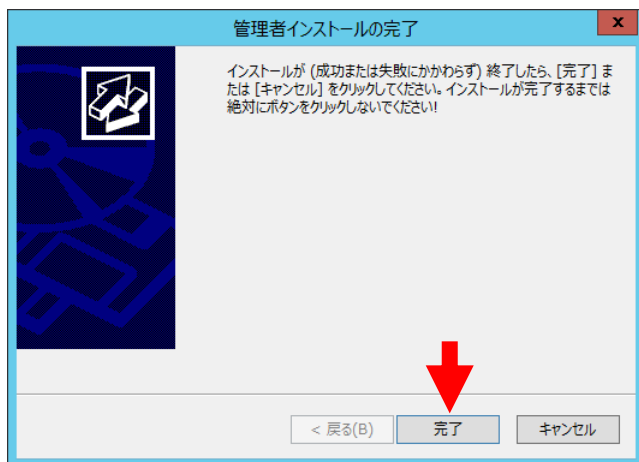 管理者インストールの完了
x
インストールが (成功または失敗にかかわらず) 終了したら、[完了] ま
たは [キャンセル] をクリックしてください。インストールが完了するまでは
絶対にボタンをクリックしないでください!
< 戻る(B) 完了 キャンセル